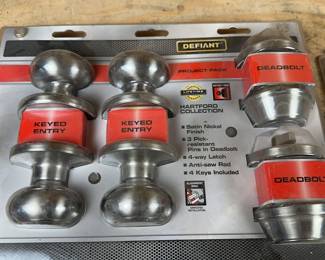 DEFIANT
PROJECT PACK
DEADBOLT
KEYED
ENTRY
KEYED
ENTRY
HARTFORD
COLLECTION
Satin Nickel
Finish
3 Pick-
resistant
Pins in Deadbolt
4-way Latch
Anti-saw Rod
4 Keys Included
DEADBOLT